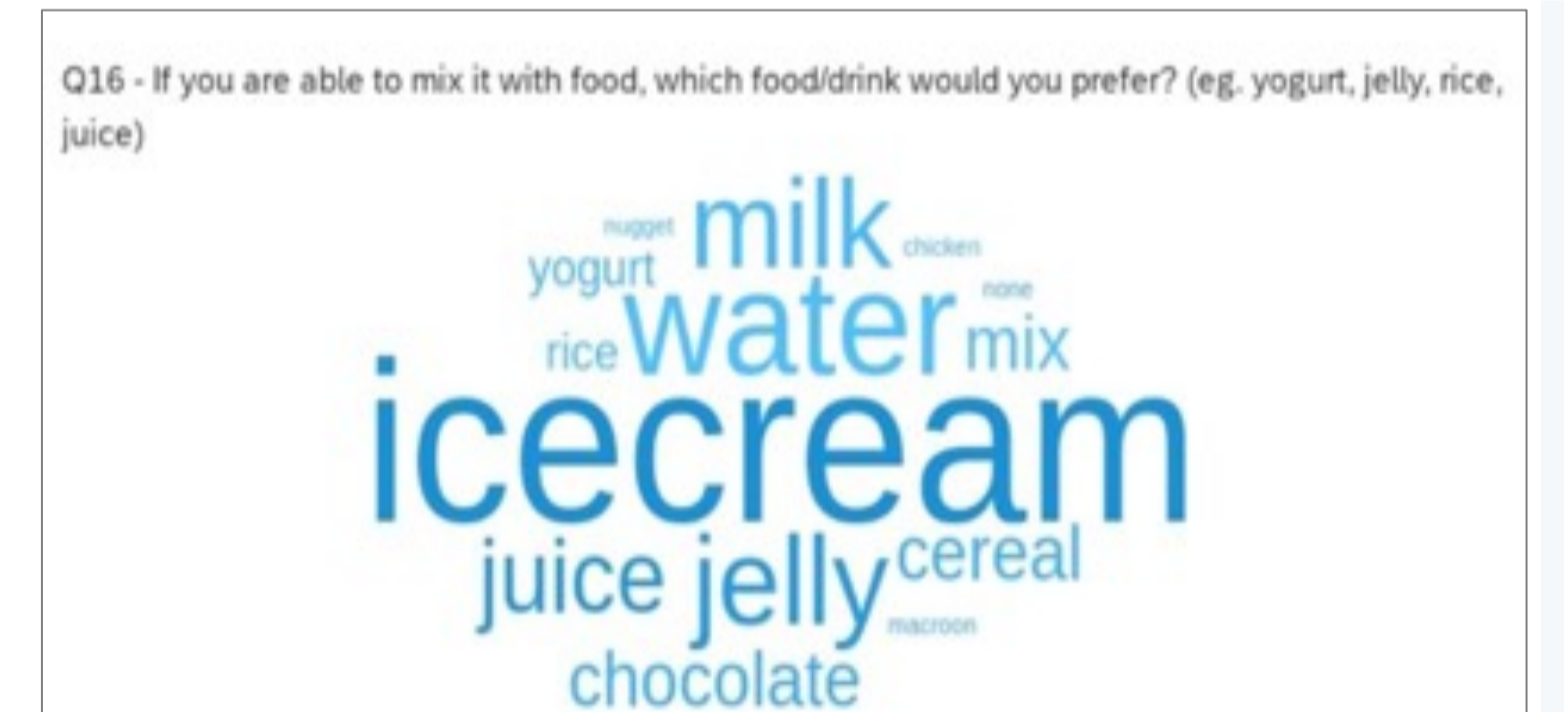 Q16 - If you are able to mix it with food, which food/drink would you prefer? (eg. yogurt, jelly, rice,
juice)
nugget milk chicken
yogurt
none
rice water mix
icecream
juice jelly cereal
macroon
chocolate